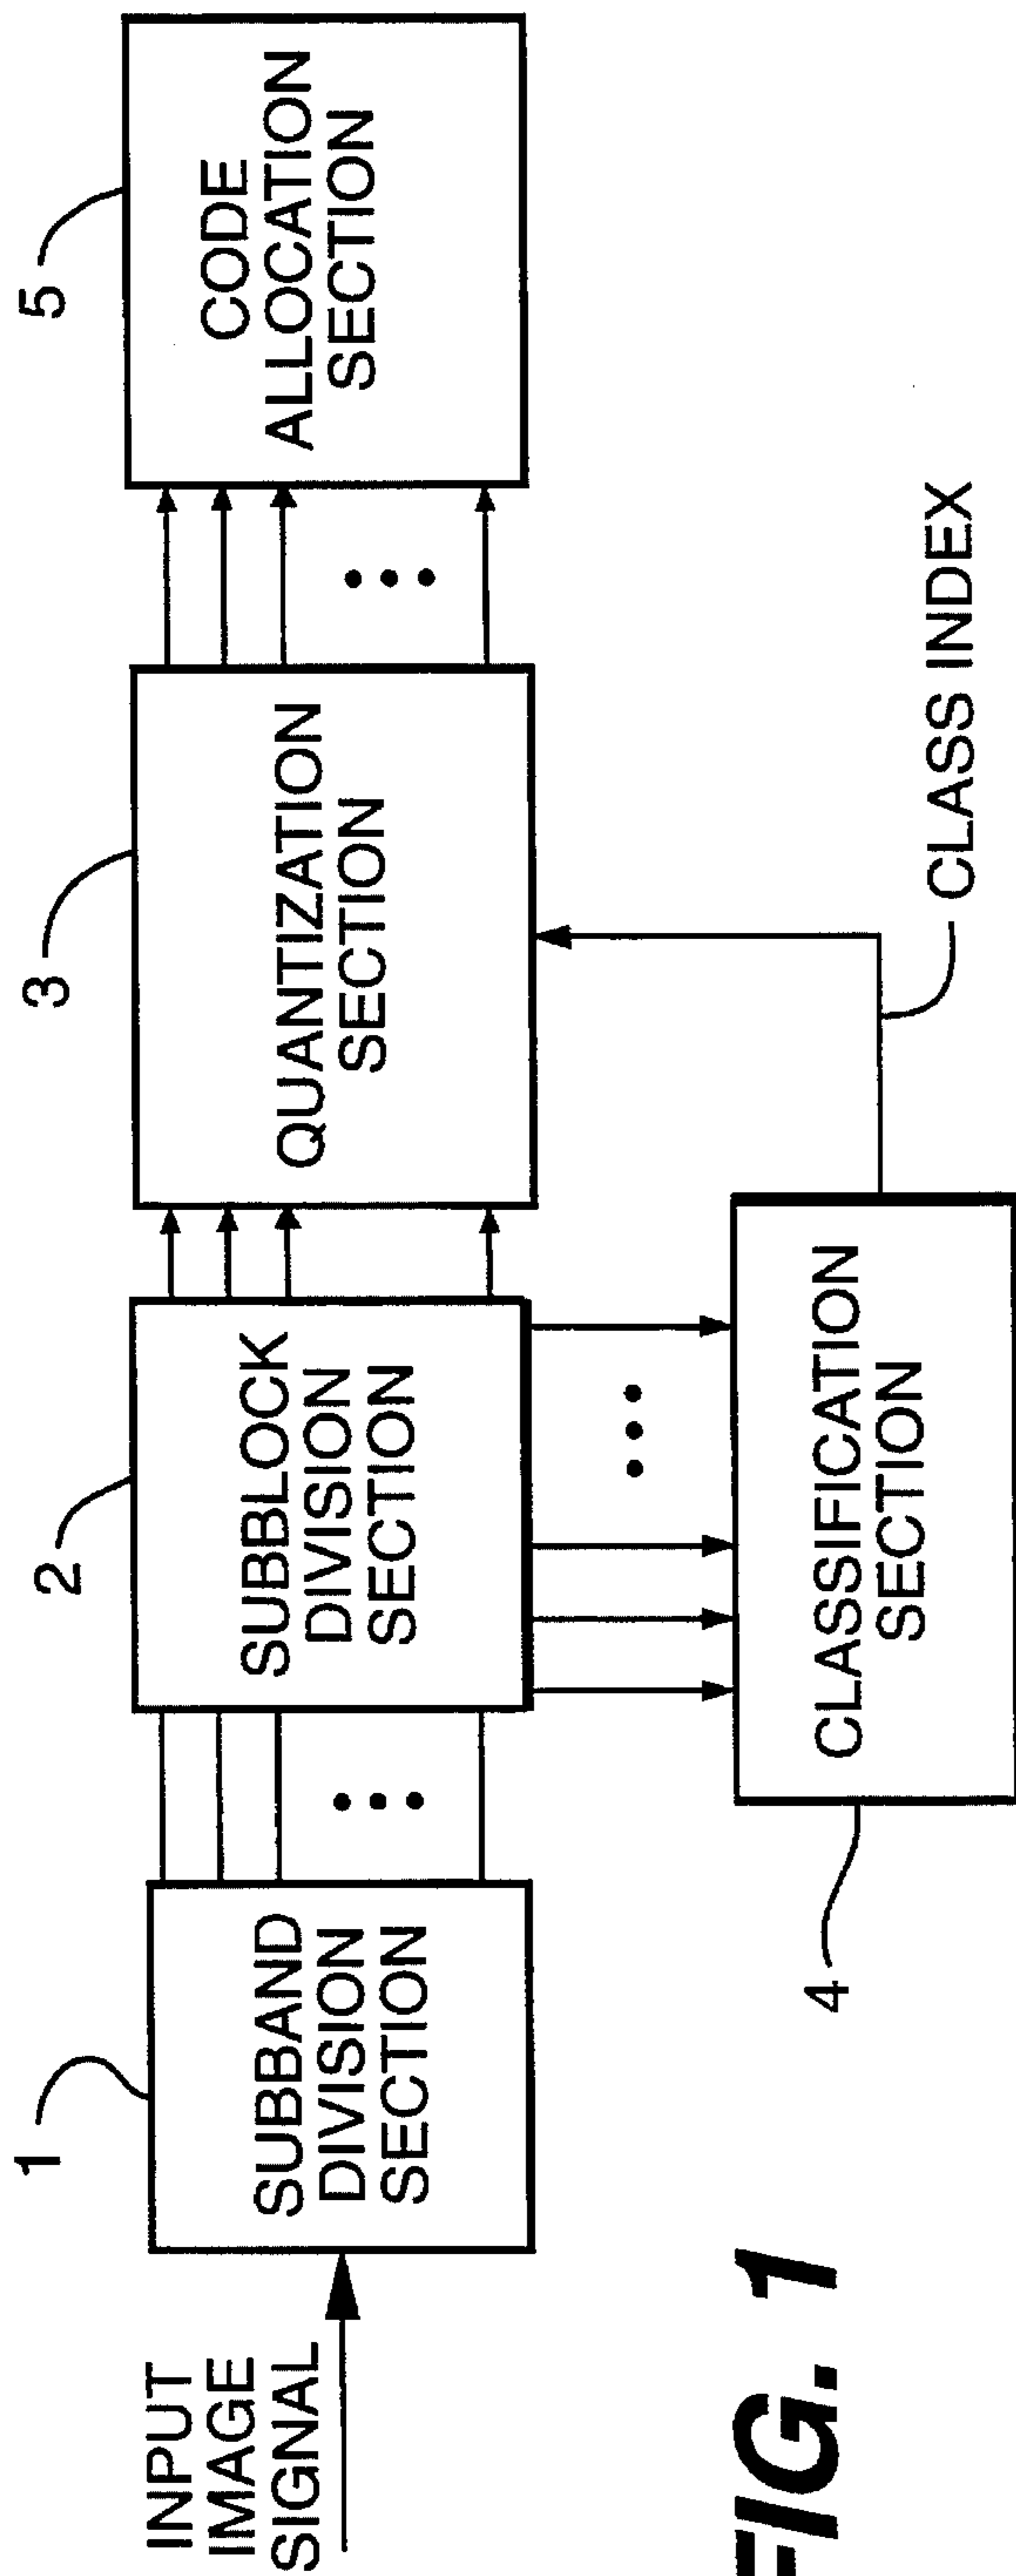 INPUT
IMAGE
SIGNAL
1
SUBBAND
DIVISION
SECTION
2
SUBBLOCK
DIVISION
SECTION
3
QUANTIZATION
SECTION
5
CODE
ALLOCATION
SECTION
4
CLASSIFICATION
SECTION
CLASS INDEX
FIG. 1